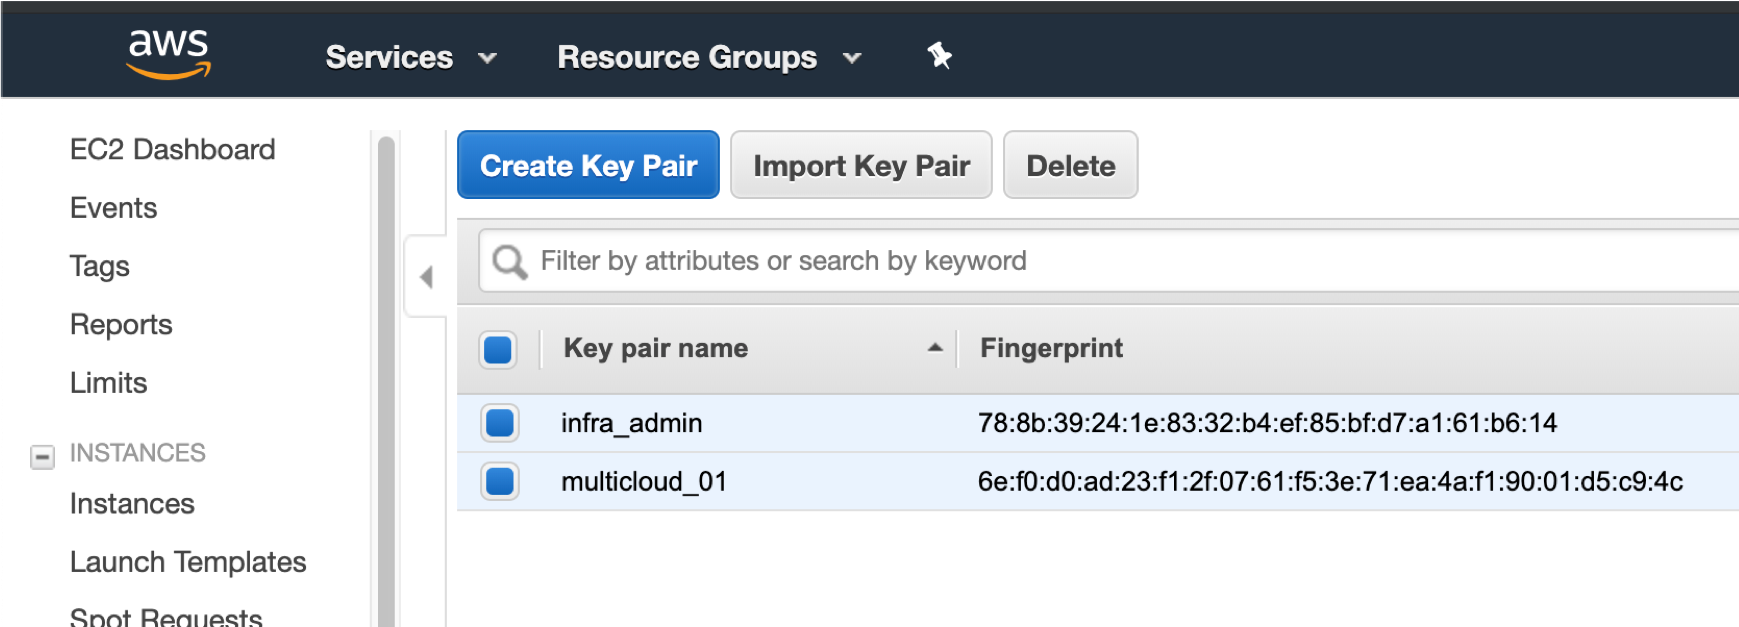 aws Services Resource Groups
EC2 Dashboard
Events
Tags
Reports
Limits
INSTANCES
Instances
Launch Templates
Spot Requests
Create Key Pair Import Key Pair Delete
Filter by attributes or search by keyword
Key pair name Fingerprint
infra_admin 78:8b:39:24:1e:83:32:b4:ef:85:bf:d7:a1:61:b6:14
multicloud_01 6e:f0:d0:ad:23:f1:2f:07:61:f5:3e:71:ea:4a:f1:90:01:d5:c9:4c